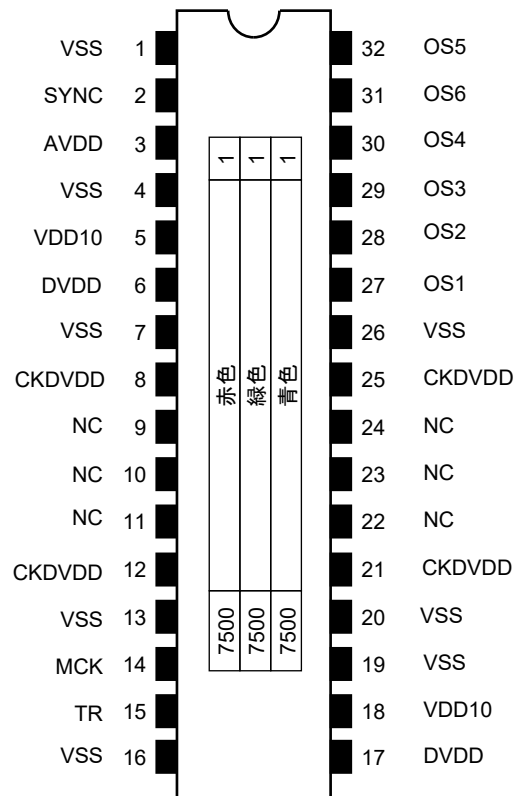 VSS 1 32 OS5
SYNC 2 31 OS6
AVDD 3 30 OS4
VSS 4 29 OS3
VDD10 5 28 OS2
DVDD 6 27 OS1
VSS 7 26 VSS
CKDVDD 8 25 CKDVDD
NC 9 24 NC
NC 10 23 NC
NC 11 22 NC
CKDVDD 12 21 CKDVDD
VSS 13 20 VSS
MCK 14 19 VSS
TR 15 18 VDD10
VSS 16 17 DVDD
1 赤色 7500
1 緑色 7500
1 青色 7500